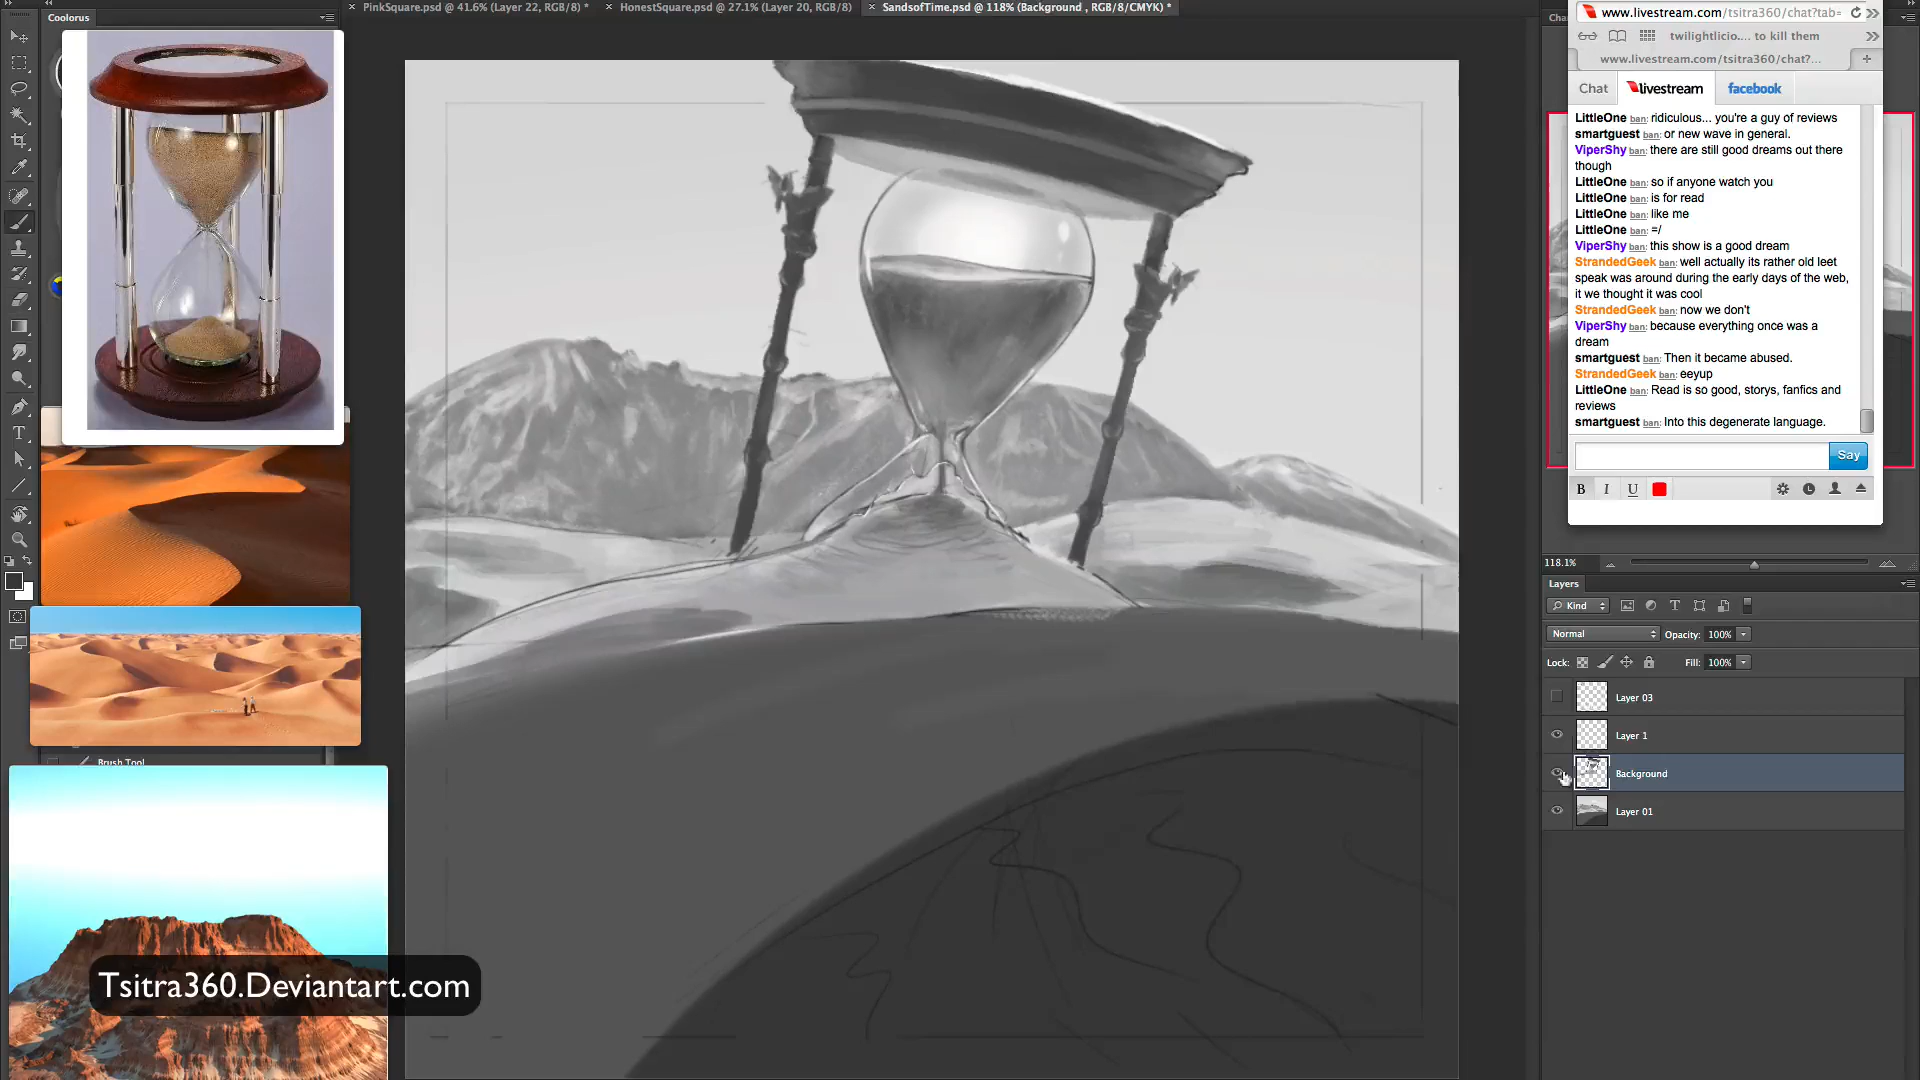 Coolorus
PinkSquare.psd @ 41.6% (Layer 22, RGB/8) *
HonestSquare.psd @ 27.1% (Layer 20, RGB/8)
SandsofTime.psd @ 118% (Background , RGB/8/CMYK) *
www.livestream.com/tsitra360/chat?tab=
twilightlicio.... to kill them
www.livestream.com/tsitra360/chat?...
Chat
livestream
facebook
LittleOne ban: ridiculous... you're a guy of reviews
smartguest ban: or new wave in general.
ViperShy ban: there are still good dreams out there
though
LittleOne ban: so if anyone watch you
LittleOne ban: is for read
LittleOne ban: like me
LittleOne ban: =/
ViperShy ban: this show is a good dream
StrandedGeek ban: well actually its rather old leet
speak was around during the early days of the web,
it we thought it was cool
StrandedGeek ban: now we don't
ViperShy ban: because everything once was a
dream
smartguest ban: Then it became abused.
StrandedGeek ban: eeyup
LittleOne ban: Read is so good, storys, fanfics and
reviews
smartguest ban: Into this degenerate language.
Say
B I U
118.1%
Layers
Kind
Normal
Opacity: 100%
Lock:
Fill: 100%
Layer 03
Layer 1
Background
Layer 01
Brush Tool
Tsitra360.Deviantart.com